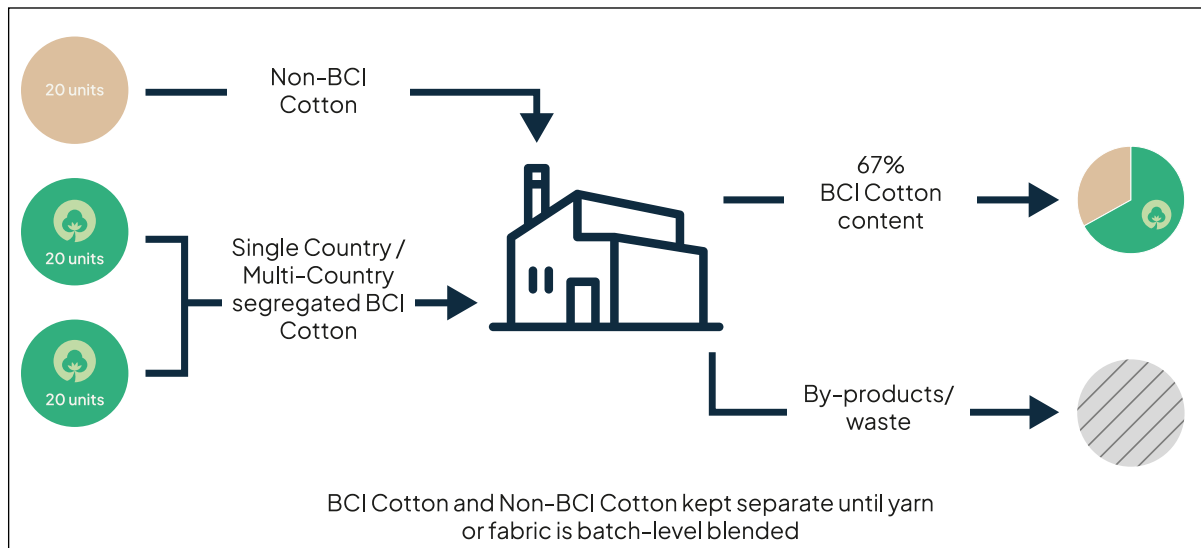 20 units
Non-BCI
Cotton
20 units
Single Country /
Multi-Country
segregated BCI
Cotton
20 units
67%
BCI Cotton
content
By-products/
waste
BCI Cotton and Non-BCI Cotton kept separate until yarn
or fabric is batch-level blended